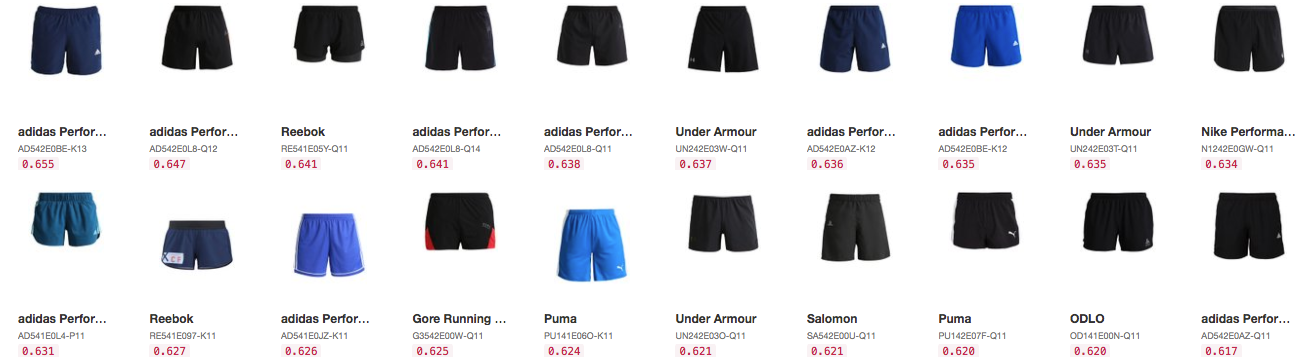 adidas Perfor... adidas Perfor... Reebok adidas Perfor... adidas Perfor... Under Armour adidas Perfor... adidas Perfor... Under Armour Nike Performa...
AD542E0BE-K13 AD542E0L8-Q12 RE541E05Y-Q11 AD542E0L8-Q14 AD542E0L8-Q11 UN242E03W-Q11 AD542E0AZ-K12 AD542E0BE-K12 UN242E03T-Q11 N1242E0GW-Q11
0.655 0.647 0.641 0.641 0.638 0.637 0.636 0.635 0.635 0.634
adidas Perfor... Reebok adidas Perfor... Gore Running ... Puma Under Armour Salomon Puma ODLO adidas Perfor...
AD541E0L4-P11 RE541E097-K11 AD541E0JZ-K11 G3542E00W-Q11 PU141E06O-K11 UN242E03O-Q11 SA542E00U-Q11 PU142E07F-Q11 OD141E00N-Q11 AD542E0AZ-Q11
0.631 0.627 0.626 0.625 0.624 0.621 0.621 0.620 0.620 0.617